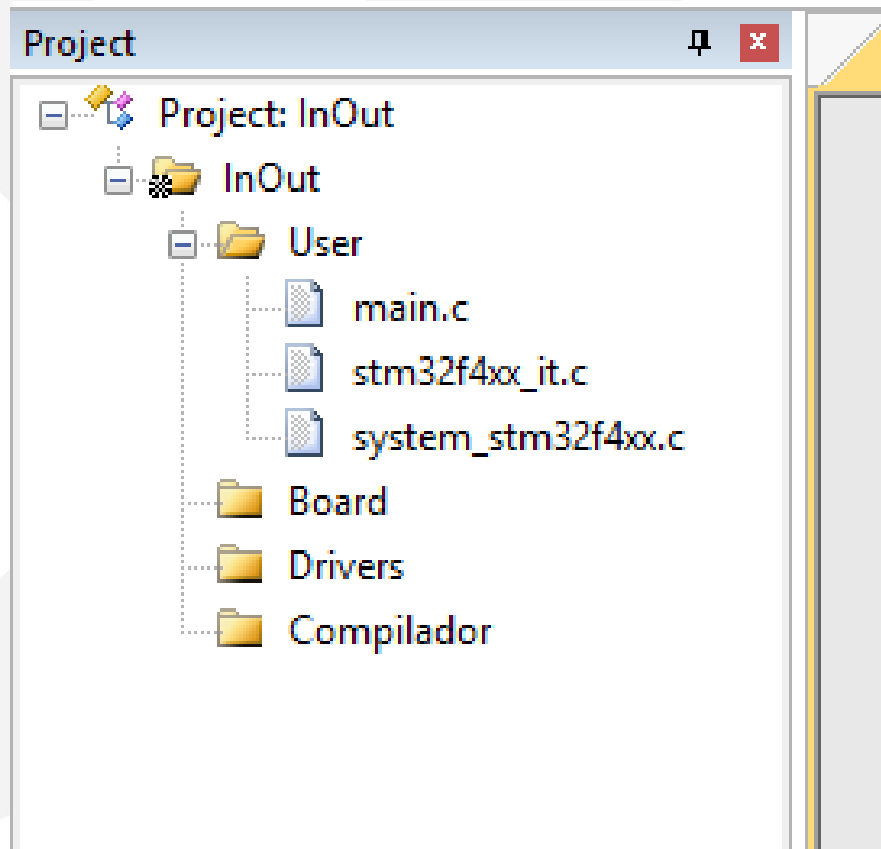 Project
Project: InOut
InOut
User
main.c
stm32f4xx_it.c
system_stm32f4xx.c
Board
Drivers
Compilador